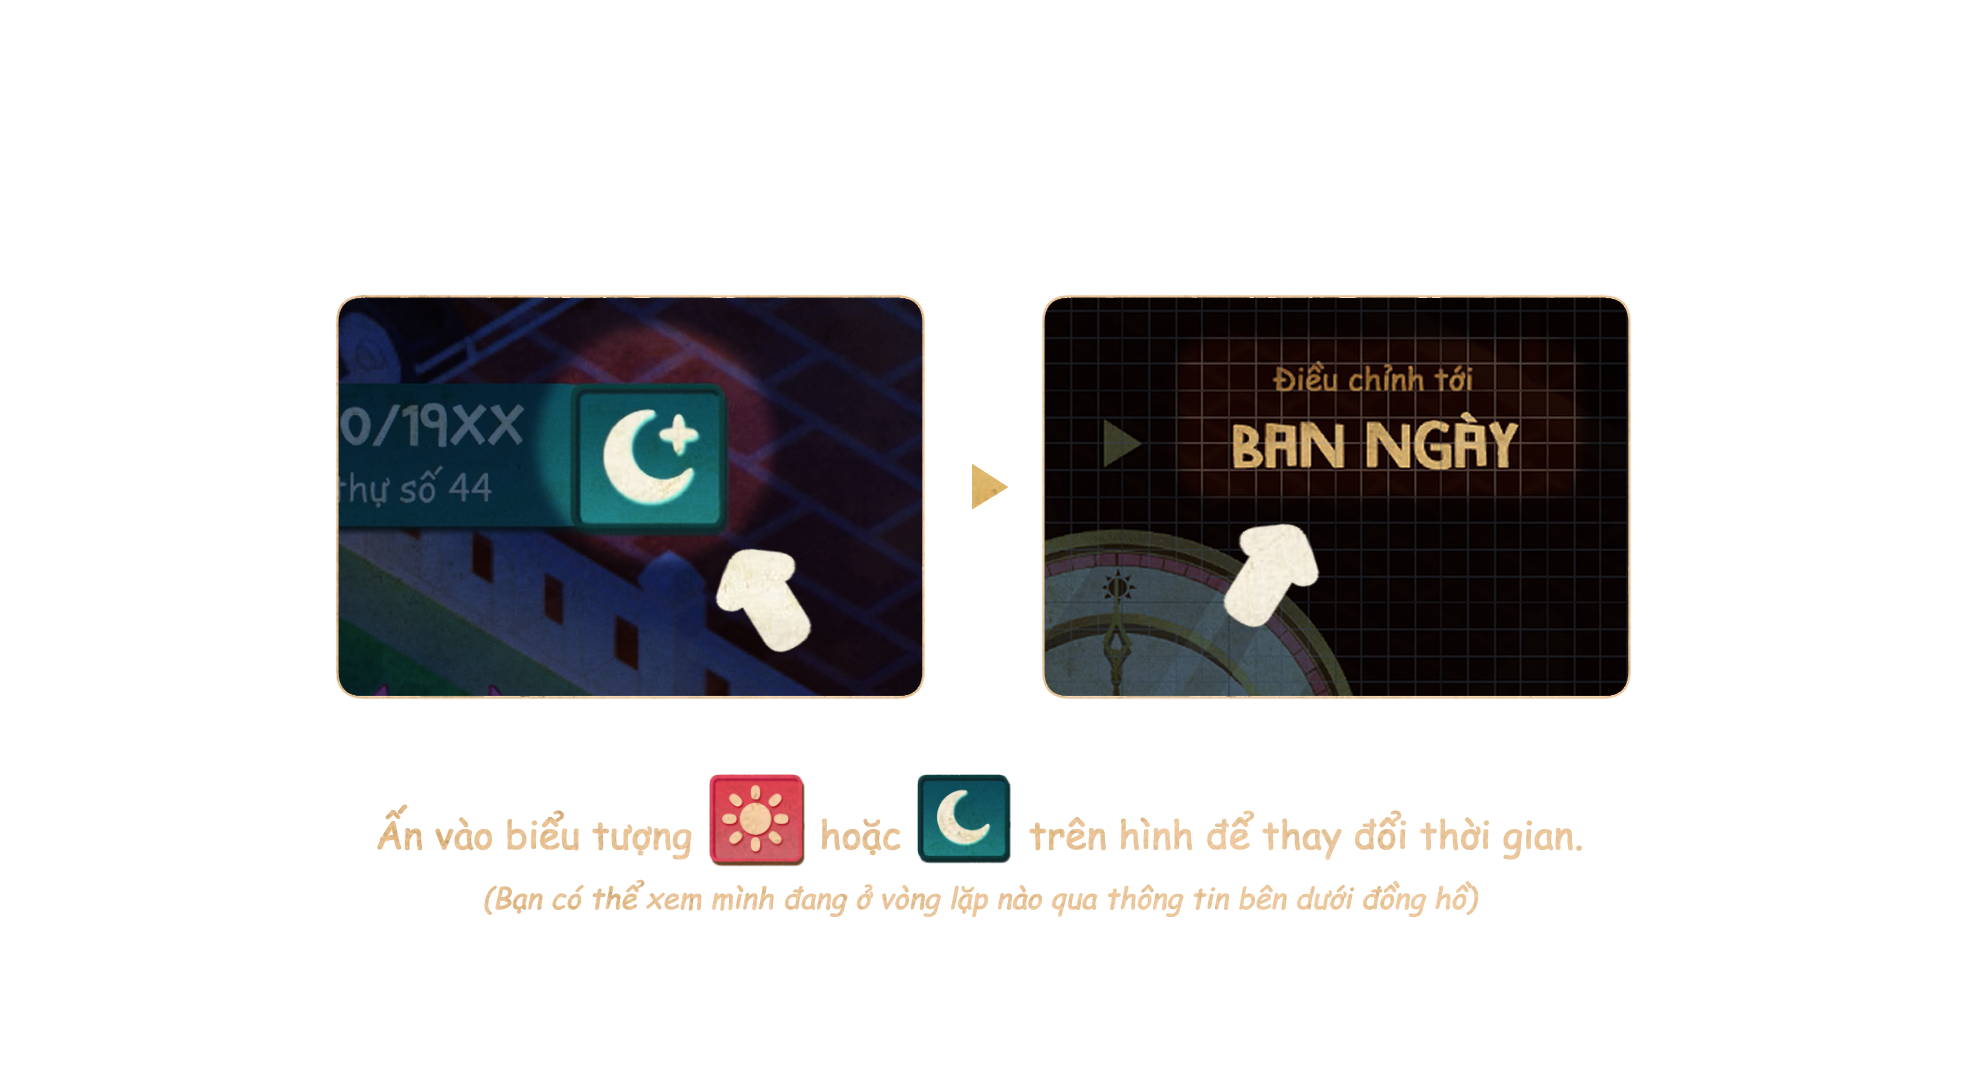 0/19XX
thự số 44
Điều chỉnh tới
BAN NGÀY
Ấn vào biểu tượng hoặc trên hình để thay đổi thời gian.
(Bạn có thể xem mình đang ở vòng lặp nào qua thông tin bên dưới đồng hồ)